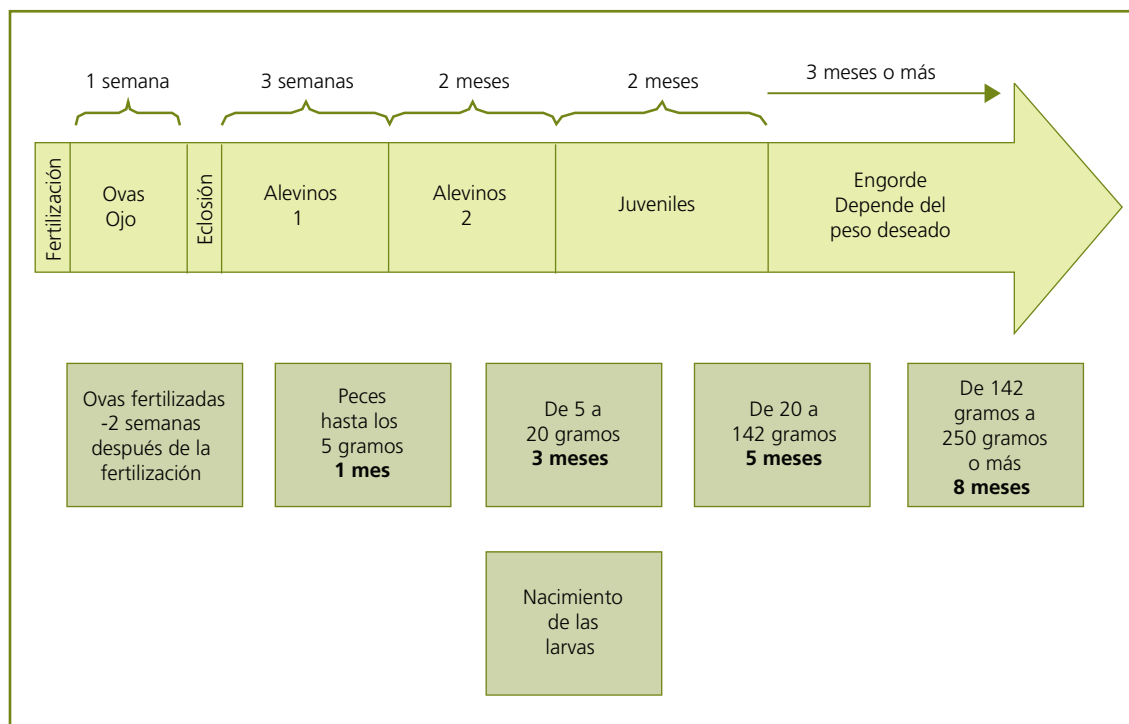 1 semana
3 semanas
2 meses
2 meses
3 meses o más
Fertilización
Ovas
Ojo
Eclosión
Alevinos
1
Alevinos
2
Juveniles
Engorde
Depende del
peso deseado
Ovas fertilizadas
-2 semanas
después de la
fertilización
Peces
hasta los
5 gramos
1 mes
De 5 a
20 gramos
3 meses
De 20 a
142 gramos
5 meses
De 142
gramos a
250 gramos
o más
8 meses
Nacimiento
de las
larvas